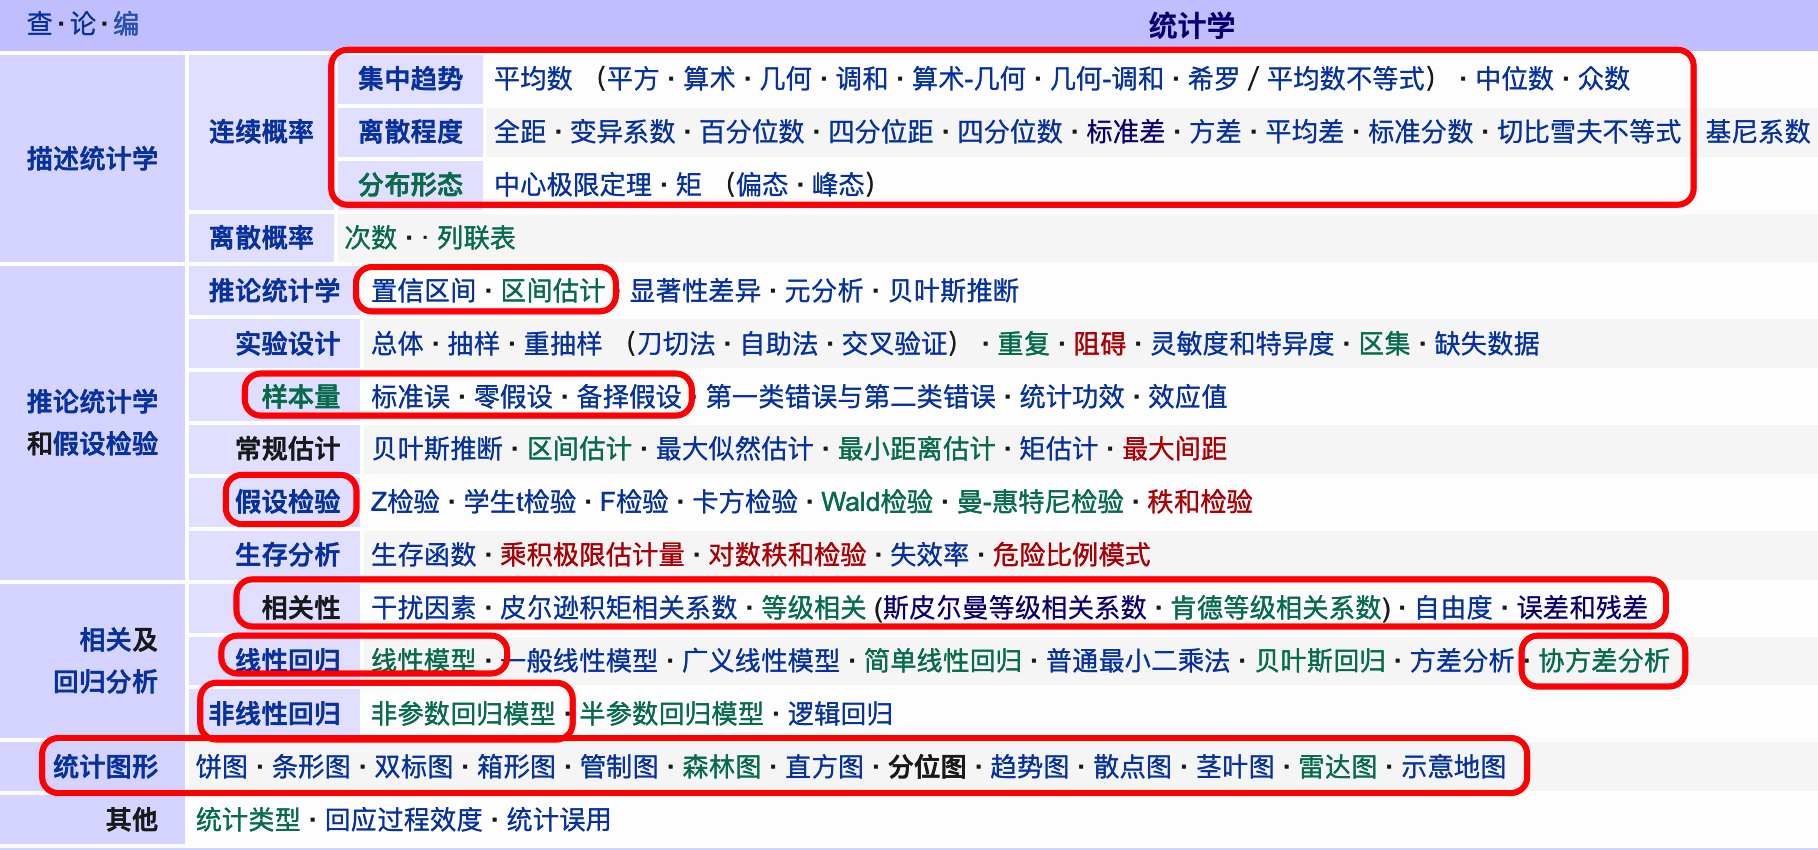 查·论·编 统计学
描述统计学
连续概率
集中趋势 平均数 （平方·算术·几何·调和·算术-几何·几何-调和·希罗 / 平均数不等式） ·中位数·众数
离散程度 全距·变异系数·百分位数·四分位距·四分位数·标准差·方差·平均差·标准分数·切比雪夫不等式 基尼系数
分布形态 中心极限定理·矩 （偏态·峰态）
离散概率 次数· · 列联表
推论统计学
和假设检验
推论统计学 置信区间·区间估计 显著性差异·元分析·贝叶斯推断
实验设计 总体·抽样·重抽样 （刀切法·自助法·交叉验证） ·重复·阻碍·灵敏度和特异度·区集·缺失数据
样本量 标准误·零假设·备择假设 第一类错误与第二类错误·统计功效·效应值
常规估计 贝叶斯推断·区间估计·最大似然估计·最小距离估计·矩估计·最大间距
假设检验 Z检验·学生t检验·F检验·卡方检验·Wald检验·曼-惠特尼检验·秩和检验
生存分析 生存函数·乘积极限估计量·对数秩和检验·失效率·危险比例模式
相关及
回归分析
相关性 干扰因素·皮尔逊积矩相关系数·等级相关 (斯皮尔曼等级相关系数·肯德等级相关系数)·自由度·误差和残差
线性回归 线性模型·一般线性模型·广义线性模型·简单线性回归·普通最小二乘法·贝叶斯回归·方差分析·协方差分析
非线性回归 非参数回归模型·半参数回归模型·逻辑回归
统计图形 饼图·条形图·双标图·箱形图·管制图·森林图·直方图·分位图·趋势图·散点图·茎叶图·雷达图·示意地图
其他 统计类型·回应过程效度·统计误用